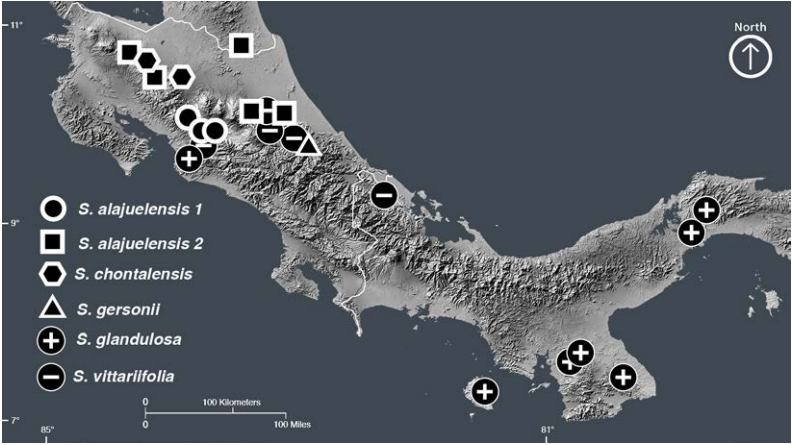 11°
North
9°
S. alajuelensis 1
S. alajuelensis 2
S. chontalensis
S. gersonii
S. glandulosa
S. vittariifolia
0 100 Kilometers
0 100 Miles
7°
85°
81°